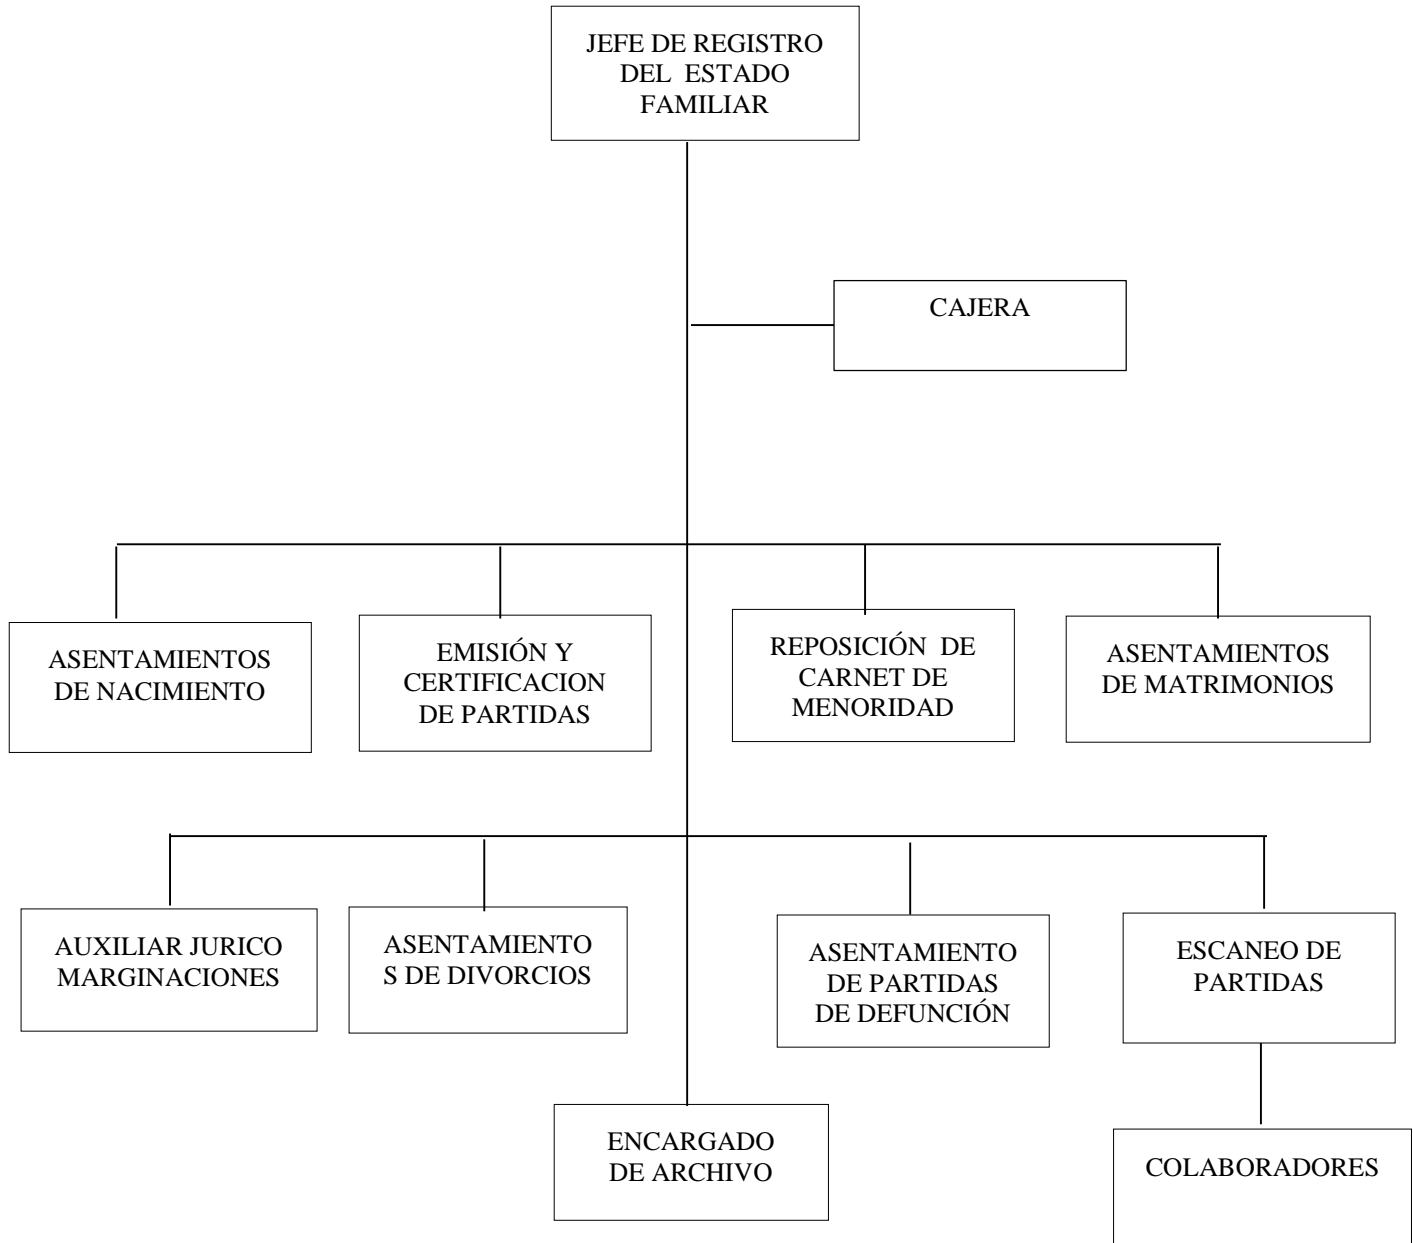 JEFE DE REGISTRO
DEL ESTADO
FAMILIAR
CAJERA
ASENTAMIENTOS
DE NACIMIENTO
EMISIÓN Y
CERTIFICACION
DE PARTIDAS
REPOSICIÓN DE
CARNET DE
MENORIDAD
ASENTAMIENTOS
DE MATRIMONIOS
AUXILIAR JURICO
MARGINACIONES
ASENTAMIENTO
S DE DIVORCIOS
ASENTAMIENTO
DE PARTIDAS
DE DEFUNCIÓN
ESCANEO DE
PARTIDAS
ENCARGADO
DE ARCHIVO
COLABORADORES